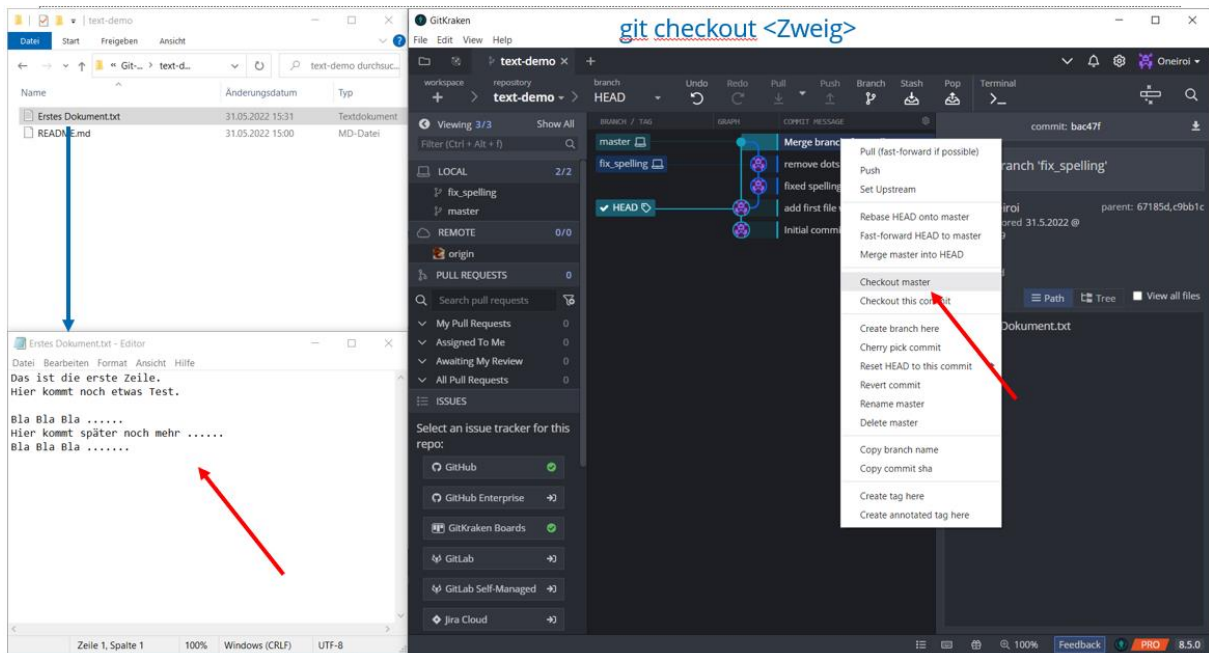 text-demo
Datei Start Freigeben Ansicht
« Git-... > text-d...
text-demo durchsuc...
Name Änderungsdatum Typ
Erstes Dokument.txt 31.05.2022 15:31 Textdokument
README.md 31.05.2022 15:00 MD-Datei
Erstes Dokument.txt - Editor
Datei Bearbeiten Format Ansicht Hilfe
Das ist die erste Zeile.
Hier kommt noch etwas Test.
Bla Bla Bla ......
Hier kommt später noch mehr ......
Bla Bla Bla .......
Zeile 1, Spalte 1 100% Windows (CRLF) UTF-8
GitKraken
git checkout <Zweig>
File Edit View Help
text-demo
Oneiroi
workspace repository branch Undo Redo Pull Push Branch Stash Pop Terminal
text-demo HEAD
Viewing 3/3 Show All
Filter (Ctrl + Alt + f)
LOCAL 2/2
fix_spelling
master
REMOTE 0/0
origin
PULL REQUESTS 0
Search pull requests
My Pull Requests 0
Assigned To Me 0
Awaiting My Review 0
All Pull Requests 0
ISSUES
Select an issue tracker for this
repo:
GitHub
GitHub Enterprise
GitKraken Boards
GitLab
GitLab Self-Managed
Jira Cloud
BRANCH / TAG GRAPH COMMIT MESSAGE
master Merge branc
fix_spelling remove dots
fixed spelling
HEAD add first file
Initial commi
Pull (fast-forward if possible)
Push
Set Upstream
Rebase HEAD onto master
Fast-forward HEAD to master
Merge master into HEAD
Checkout master
Checkout this commit
Create branch here
Cherry pick commit
Reset HEAD to this commit
Revert commit
Rename master
Delete master
Copy branch name
Copy commit sha
Create tag here
Create annotated tag here
commit: bac47f
ranch 'fix_spelling'
iroi parent: 67185d,c9bb1c
ored 31.5.2022 @
Path Tree View all files
Dokument.txt
100% Feedback PRO 8.5.0